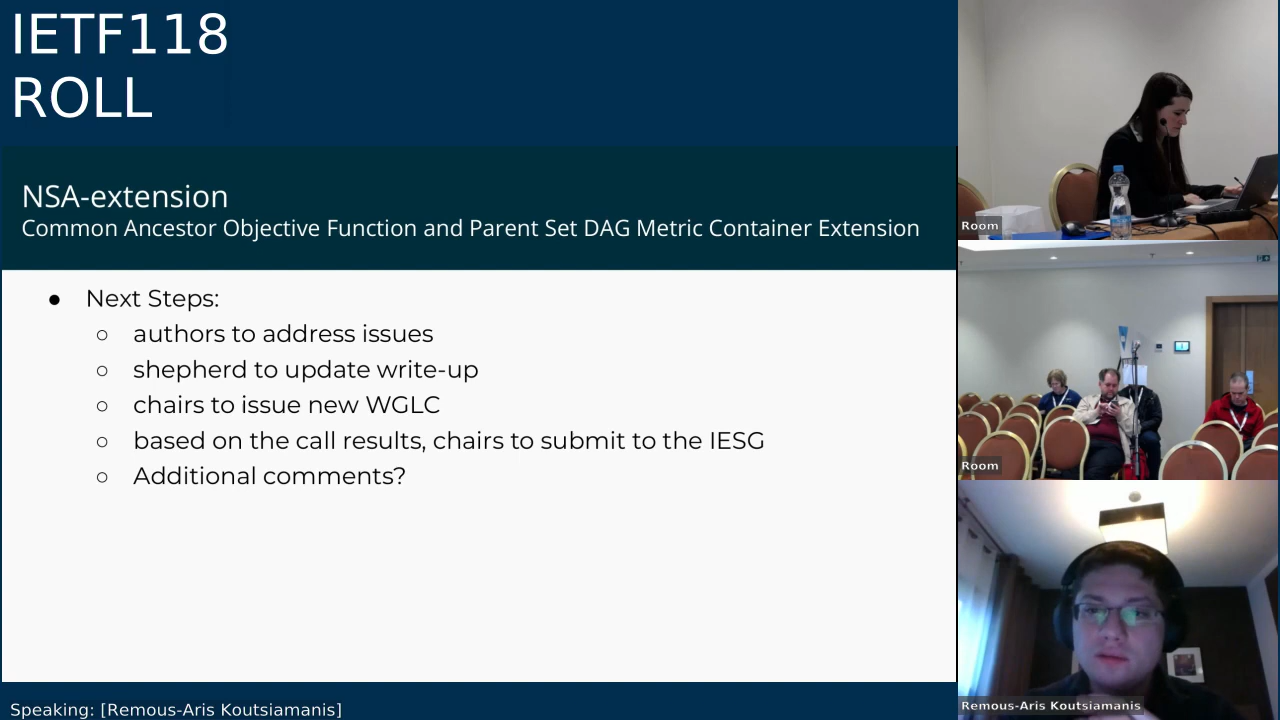 IETF118
ROLL
NSA-extension
Common Ancestor Objective Function and Parent Set DAG Metric Container Extension
● Next Steps:
○ authors to address issues
○ shepherd to update write-up
○ chairs to issue new WGLC
○ based on the call results, chairs to submit to the IESG
○ Additional comments?
Speaking: [Remous-Aris Koutsiamanis]
Room
Room
Remous-Aris Koutsiamanis